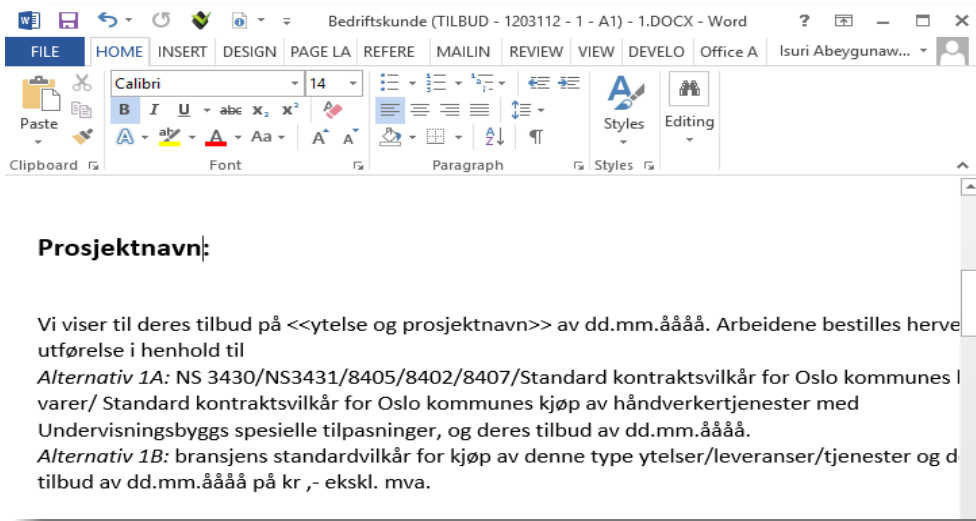 Bedriftskunde (TILBUD - 1203112 - 1 - A1) - 1.DOCX - Word ?
FILE HOME INSERT DESIGN PAGE LA REFERE MAILIN REVIEW VIEW DEVELO Office A Isuri Abeygunaw...
Calibri 14
B I U abc X₂ X²
Paste Styles Editing
A aby A Aa A A
Clipboard Font Paragraph Styles
Prosjektnavn:
Vi viser til deres tilbud på <<ytelse og prosjektnavn>> av dd.mm.åååå. Arbeidene bestilles herve
utførelse i henhold til
Alternativ 1A: NS 3430/NS3431/8405/8402/8407/Standard kontraktsvilkår for Oslo kommunes
varer/ Standard kontraktsvilkår for Oslo kommunes kjøp av håndverkertjenester med
Undervisningsbyggs spesielle tilpasninger, og deres tilbud av dd.mm.åååå.
Alternativ 1B: bransjens standardvilkår for kjøp av denne type ytelser/leveranser/tjenester og d
tilbud av dd.mm.åååå på kr ,- ekskl. mva.